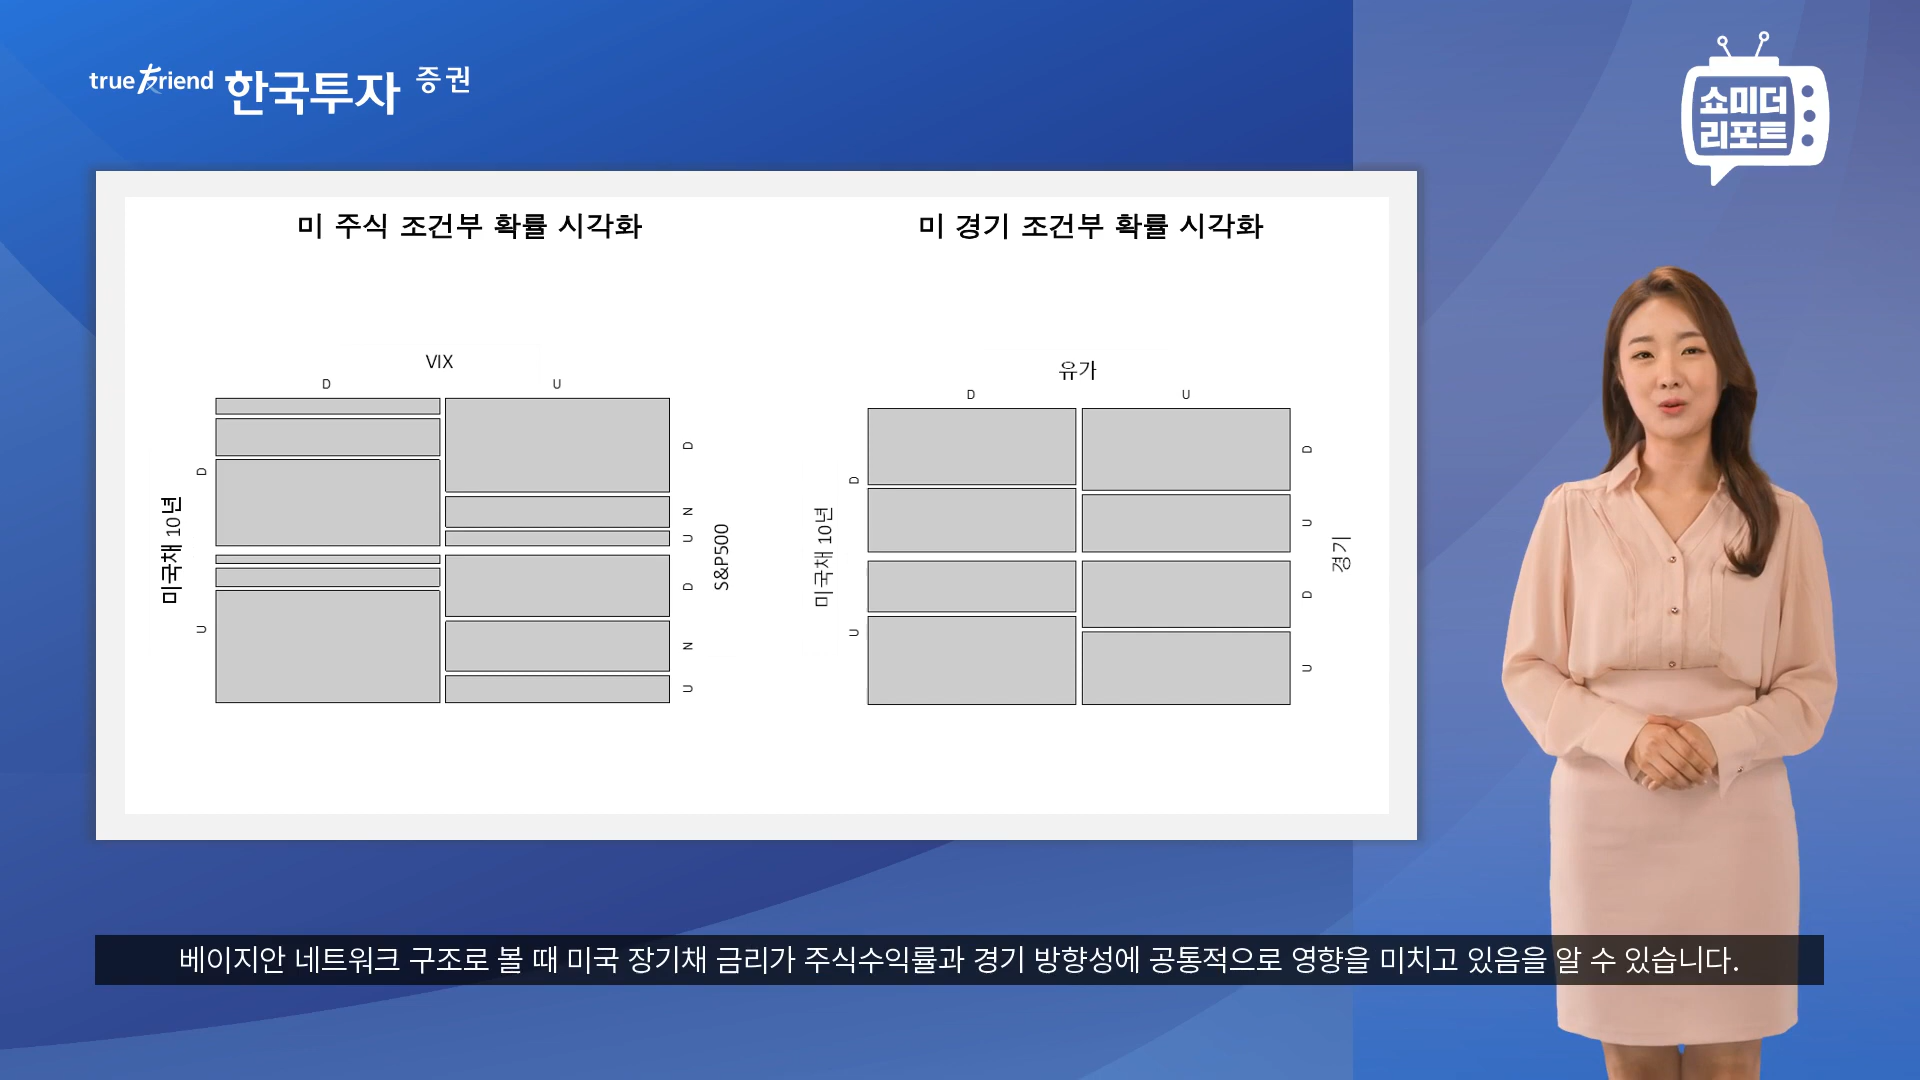 true friend 한국투자 증권
쇼미더
리포트
미 주식 조건부 확률 시각화
VIX
D U
D
U
미국채 10년
D
N
U
D
N
U
S&P500
미 경기 조건부 확률 시각화
유가
D U
D
U
미국채 10년
D
U
D
U
경기
베이지안 네트워크 구조로 볼 때 미국 장기채 금리가 주식수익률과 경기 방향성에 공통적으로 영향을 미치고 있음을 알 수 있습니다.